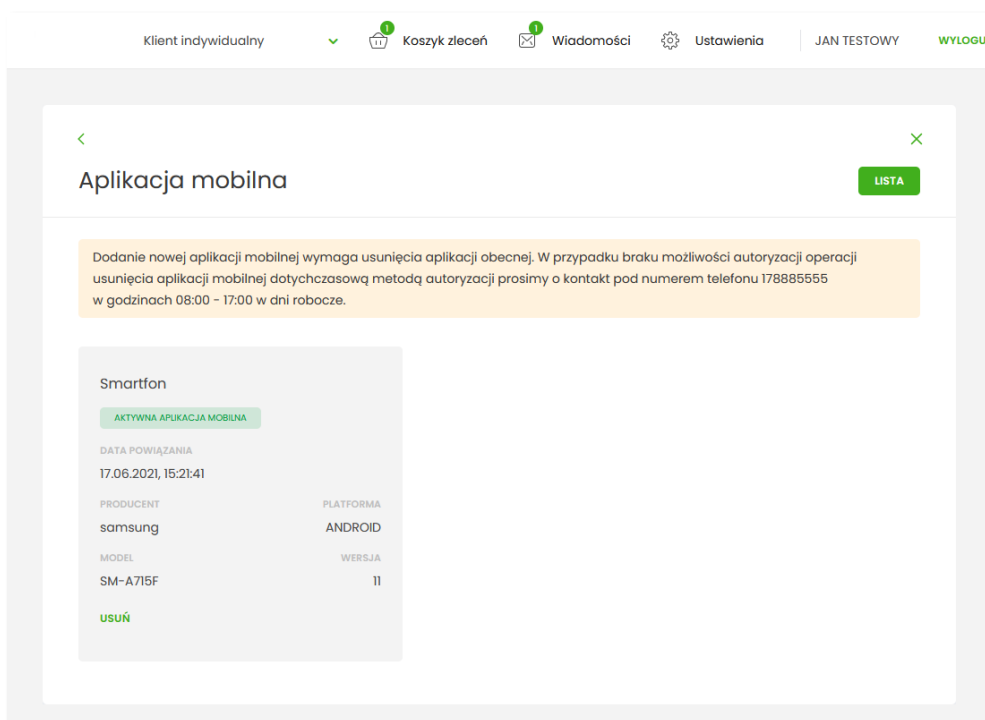 Klient indywidualny 1 Koszyk zleceń 1 Wiadomości Ustawienia JAN TESTOWY WYLOGU
Aplikacja mobilna LISTA
Dodanie nowej aplikacji mobilnej wymaga usunięcia aplikacji obecnej. W przypadku braku możliwości autoryzacji operacji
usunięcia aplikacji mobilnej dotychczasową metodą autoryzacji prosimy o kontakt pod numerem telefonu 178885555
w godzinach 08:00 - 17:00 w dni robocze.
Smartfon
AKTYWNA APLIKACJA MOBILNA
DATA POWIĄZANIA
17.06.2021, 15:21:41
PRODUCENT PLATFORMA
samsung ANDROID
MODEL WERSJA
SM-A715F 11
USUŃ